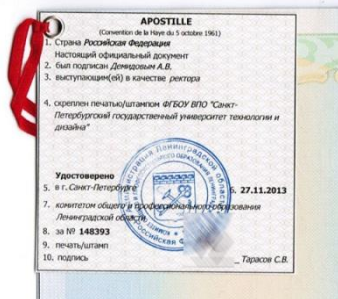 APOSTILLE
(Convention de la Haye du 5 octobre 1961)
1. Страна Российская Федерация
Настоящий официальный документ
2. был подписан Демидовым А.В.
3. выступающим(ей) в качестве ректора
4. скреплен печатью/штампом ФГБОУ ВПО "Санкт-
Петербургский государственный университет технологии и
дизайна"
Удостоверено
5. в г. Санкт-Петербурге 6. 27.11.2013
7. комитетом общего и профессионального образования
Ленинградской области
8. за № 148393
9. печать/штамп
10. подпись _ Тарасов С.В.